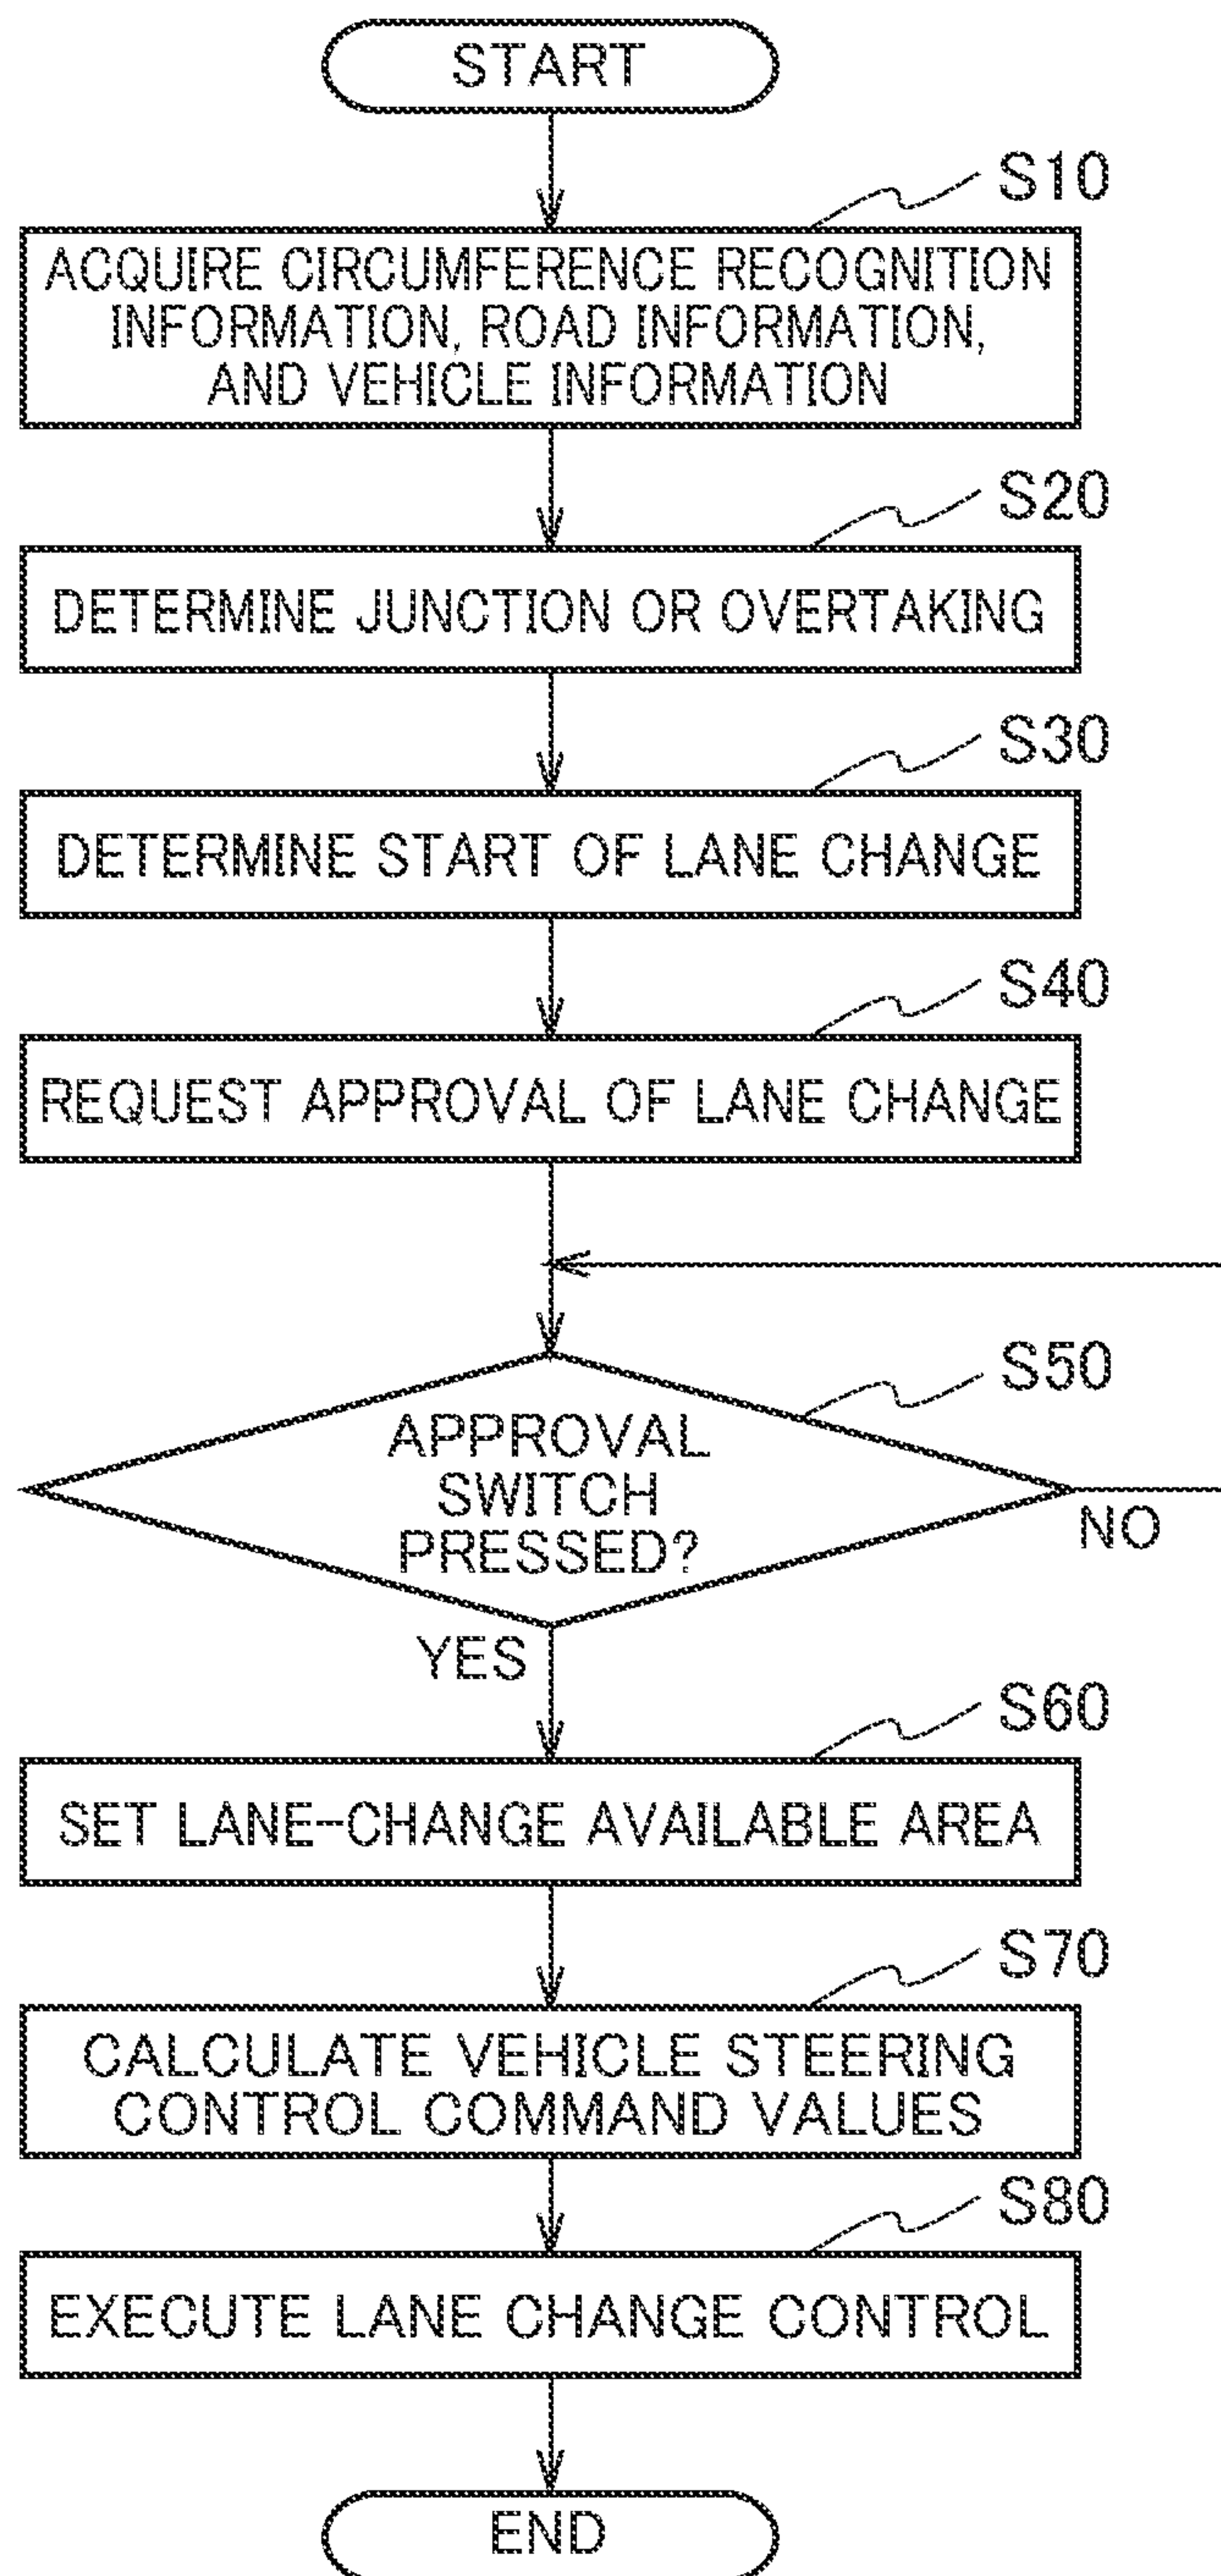 START
S10
ACQUIRE CIRCUMFERENCE RECOGNITION
INFORMATION, ROAD INFORMATION,
AND VEHICLE INFORMATION
S20
DETERMINE JUNCTION OR OVERTAKING
S30
DETERMINE START OF LANE CHANGE
S40
REQUEST APPROVAL OF LANE CHANGE
S50
APPROVAL
SWITCH
PRESSED?
NO
YES
S60
SET LANE-CHANGE AVAILABLE AREA
S70
CALCULATE VEHICLE STEERING
CONTROL COMMAND VALUES
S80
EXECUTE LANE CHANGE CONTROL
END